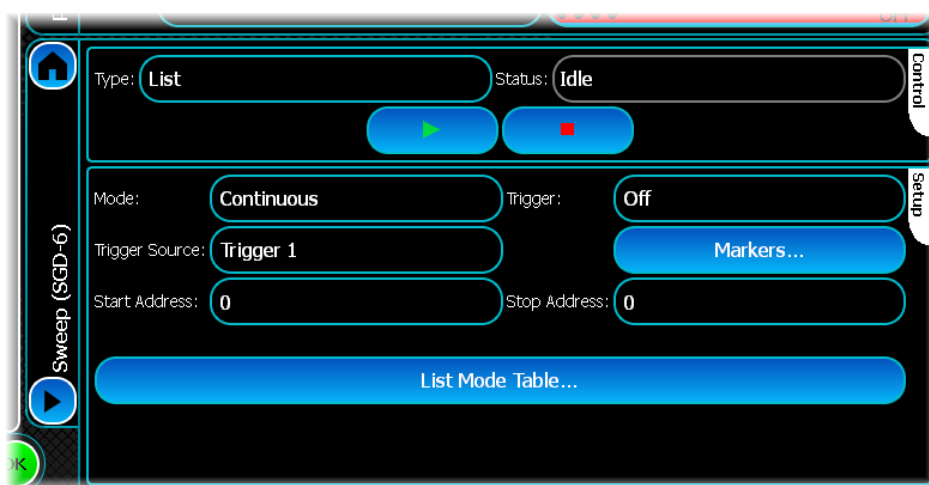 Type: List
Status: Idle
Control
Mode: Continuous
Trigger: Off
Setup
Trigger Source: Trigger 1
Markers...
Start Address: 0
Stop Address: 0
List Mode Table...
Sweep (SGD-6)
OK